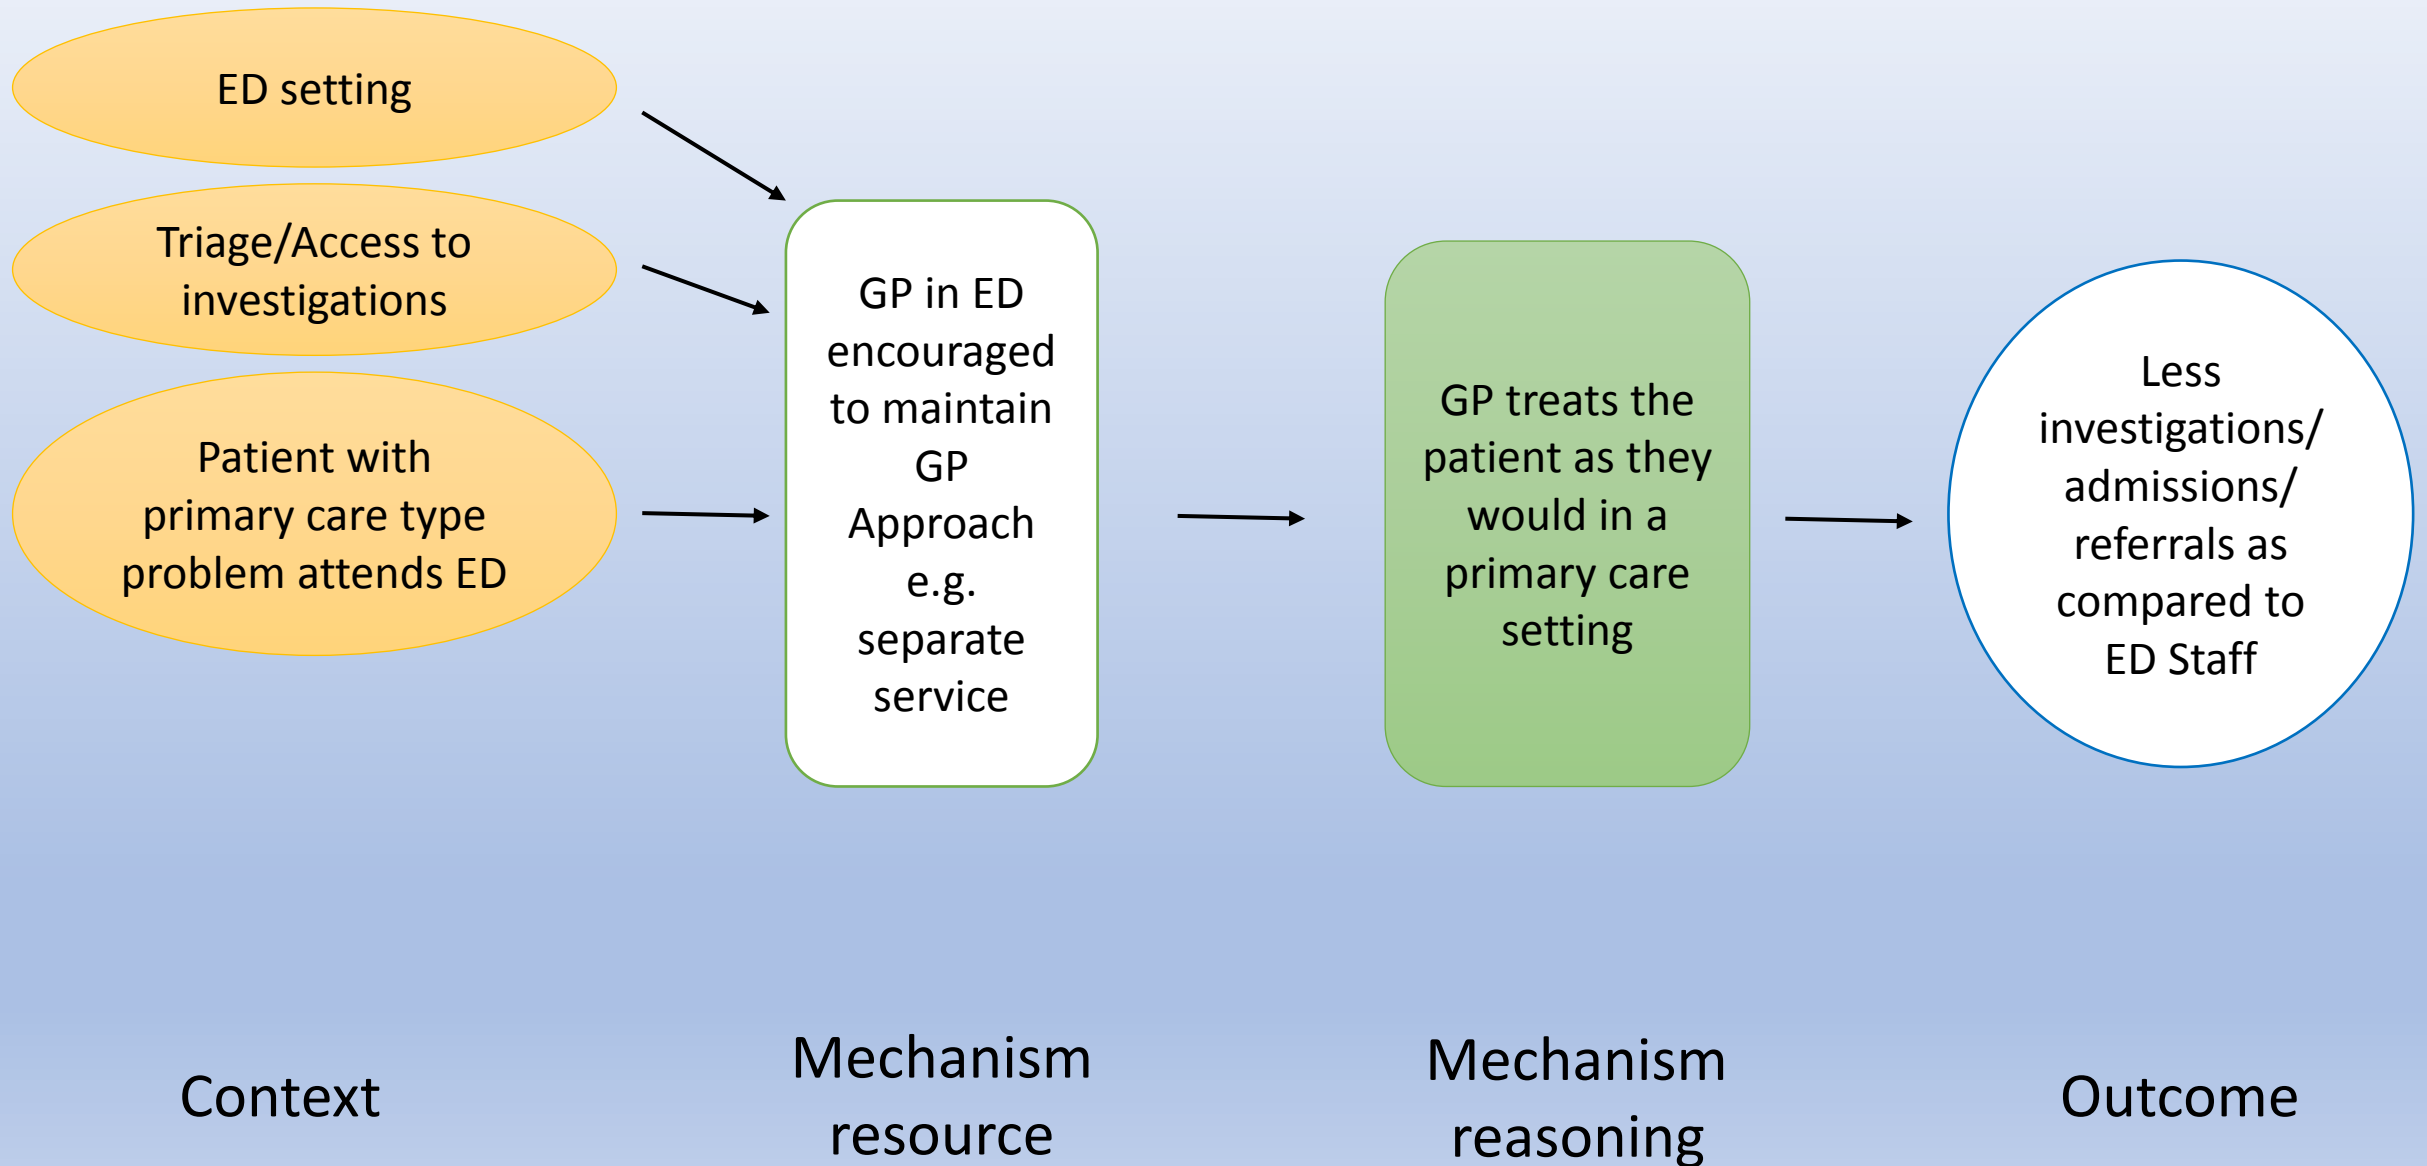 ED setting
Triage/Access to
investigations
Patient with
primary care type
problem attends ED
GP in ED
encouraged
to maintain
GP
Approach
e.g.
separate
service
GP treats the
patient as they
would in a
primary care
setting
Less
investigations/
admissions/
referrals as
compared to
ED Staff
Context
Mechanism
resource
Mechanism
reasoning
Outcome